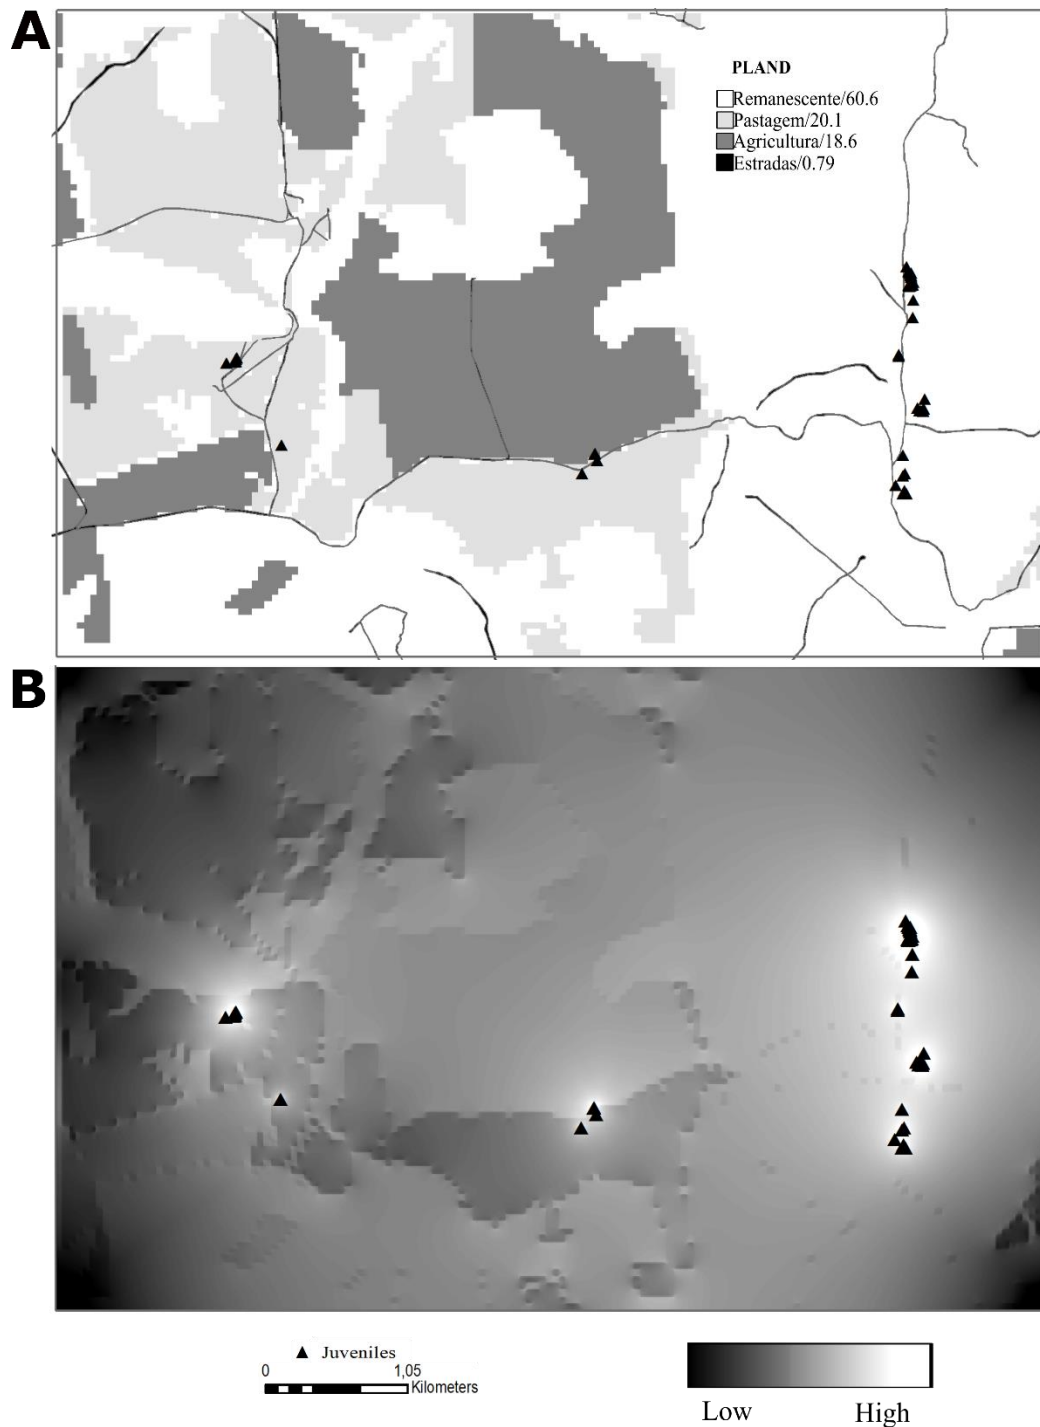 A
PLAND
Remanescente/60.6
Pastagem/20.1
Agricultura/18.6
Estradas/0.79
B
Juveniles
0 1,05
Kilometers
Low High